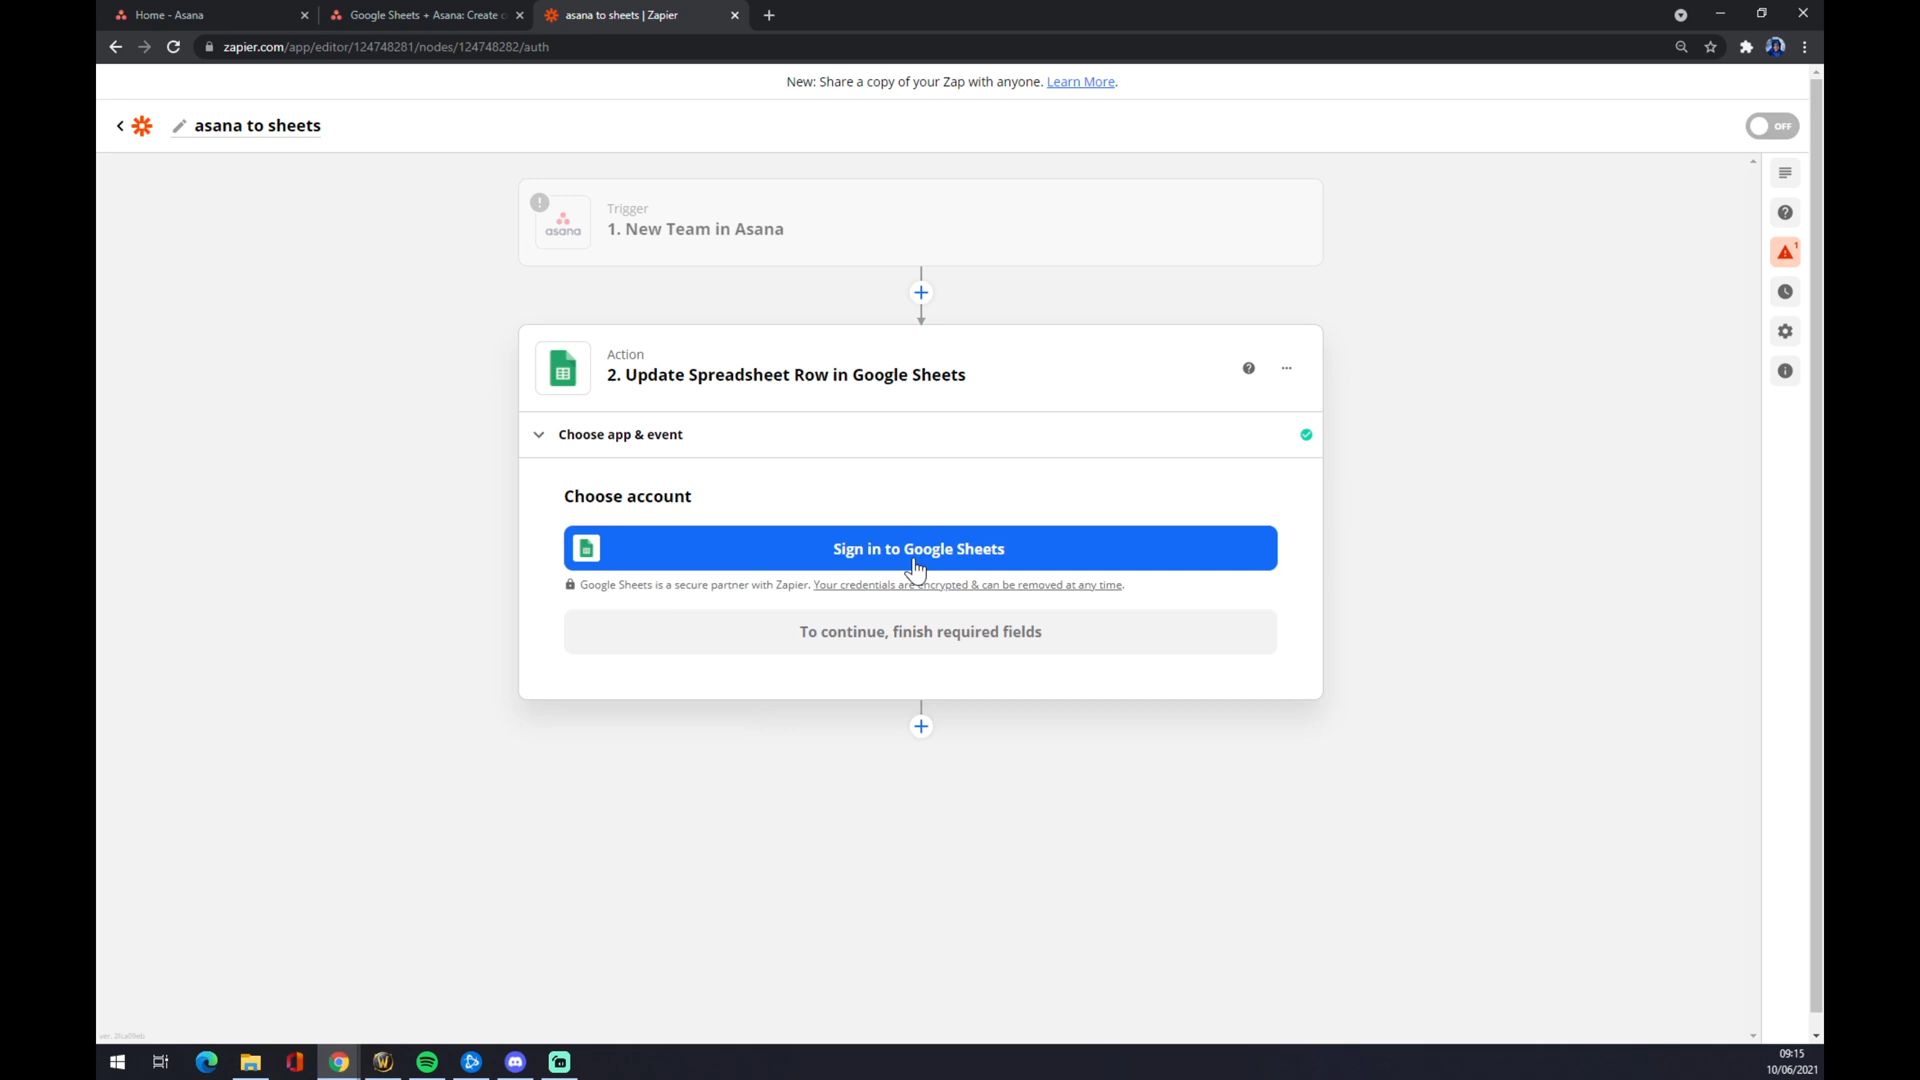 Home - Asana
Google Sheets + Asana: Create c
asana to sheets | Zapier
zapier.com/app/editor/124748281/nodes/124748282/auth
New: Share a copy of your Zap with anyone. Learn More.
asana to sheets
OFF
!
asana
Trigger
1. New Team in Asana
1
Action
2. Update Spreadsheet Row in Google Sheets
Choose app & event
Choose account
Sign in to Google Sheets
Google Sheets is a secure partner with Zapier. Your credentials are encrypted & can be removed at any time.
To continue, finish required fields
09:15
10/06/2021